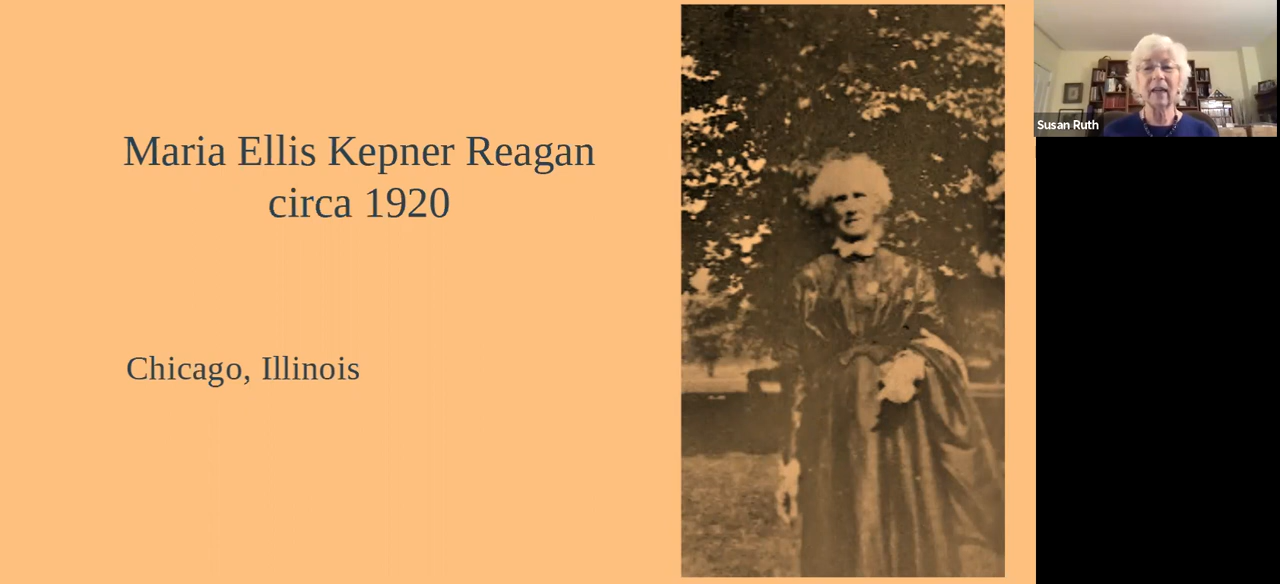 Maria Ellis Kepner Reagan
circa 1920
Chicago, Illinois
Susan Ruth